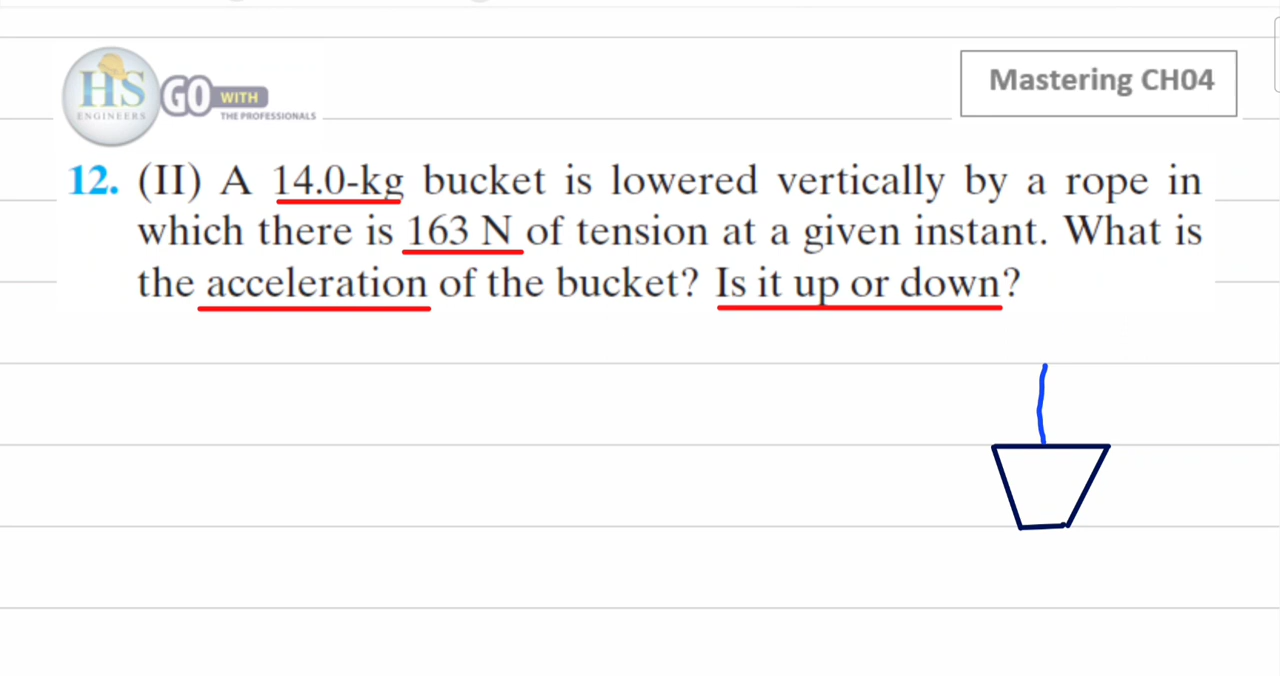 HS
ENGINEERS
GO WITH
THE PROFESSIONALS
Mastering CH04
12. (II) A 14.0-kg bucket is lowered vertically by a rope in
which there is 163 N of tension at a given instant. What is
the acceleration of the bucket? Is it up or down?